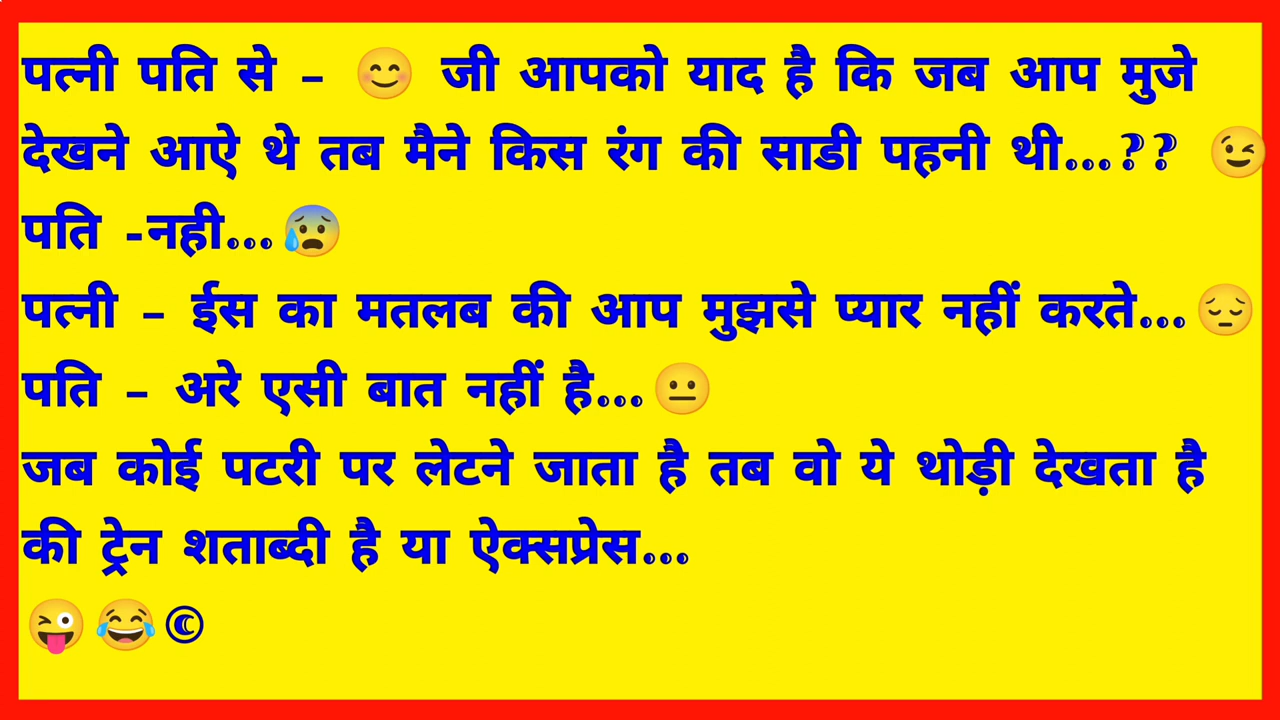 पत्नी पति से - 😊 जी आपको याद है कि जब आप मुजे
देखने आऐ थे तब मैने किस रंग की साडी पहनी थी...?? 😉
पति -नही...😰
पत्नी - ईस का मतलब की आप मुझसे प्यार नहीं करते...😔
पति - अरे एसी बात नहीं है...😐
जब कोई पटरी पर लेटने जाता है तब वो ये थोड़ी देखता है
की ट्रेन शताब्दी है या ऐक्सप्रेस...
😜😂©